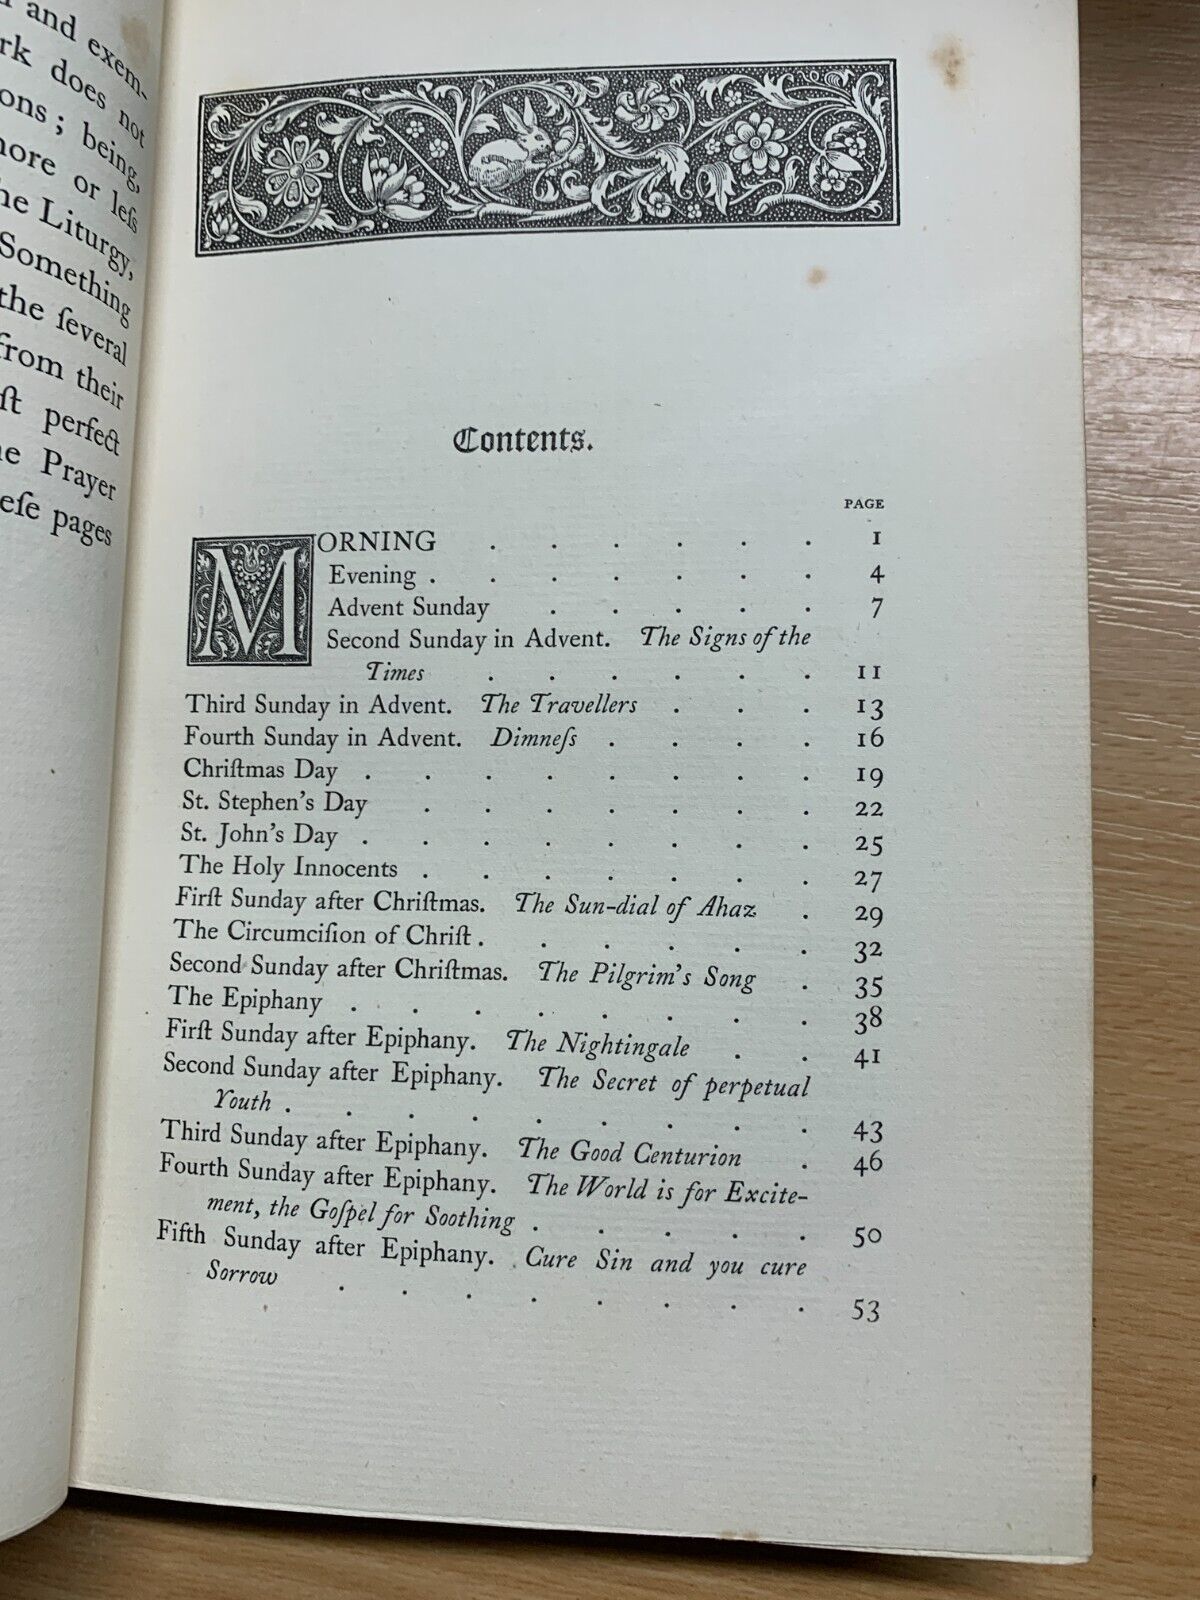 and exem-
rk does not
ons ; being,
more or leſs
he Liturgy,
Something
the ſeveral
from their
ſt perfect
he Prayer
eſe pages
Contents.
PAGE
MORNING . . . . . . 1
Evening . . . . . . 4
Advent Sunday . . . . . 7
Second Sunday in Advent. The Signs of the
Times . . . . . . 11
Third Sunday in Advent. The Travellers . . . 13
Fourth Sunday in Advent. Dimneſs . . . . 16
Chriſtmas Day . . . . . . . . 19
St. Stephen's Day . . . . . . . 22
St. John's Day . . . . . . . . 25
The Holy Innocents . . . . . . . 27
Firſt Sunday after Chriſtmas. The Sun-dial of Ahaz . 29
The Circumciſion of Chriſt . . . . . . 32
Second Sunday after Chriſtmas. The Pilgrim's Song . 35
The Epiphany . . . . . . . . 38
Firſt Sunday after Epiphany. The Nightingale . . 41
Second Sunday after Epiphany. The Secret of perpetual
Youth . . . . . . . . . 43
Third Sunday after Epiphany. The Good Centurion . 46
Fourth Sunday after Epiphany. The World is for Excite-
ment, the Goſpel for Soothing . . . . . 50
Fifth Sunday after Epiphany. Cure Sin and you cure
Sorrow . . . . . . . . 53